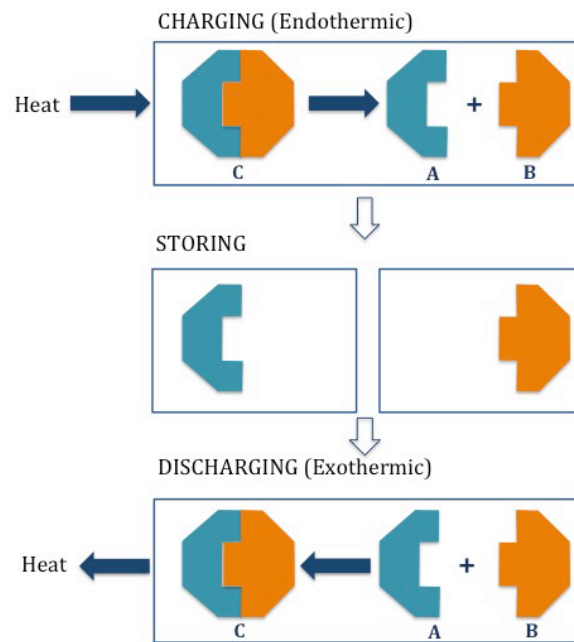 CHARGING (Endothermic)
Heat
+
C A B
STORING
DISCHARGING (Exothermic)
Heat
+
C A B